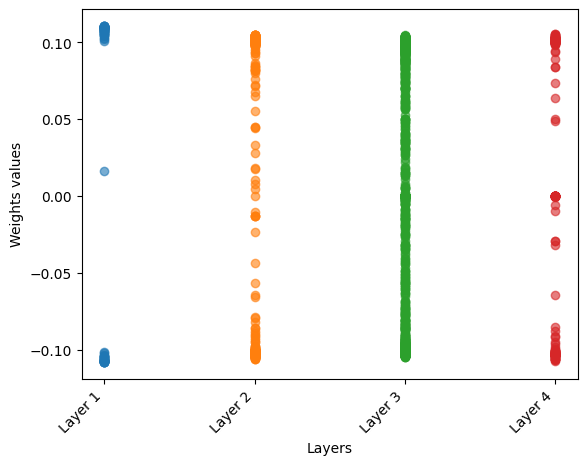 0.10
0.05
0.00
−0.05
−0.10
Weights values
Layer 1
Layer 2
Layer 3
Layer 4
Layers